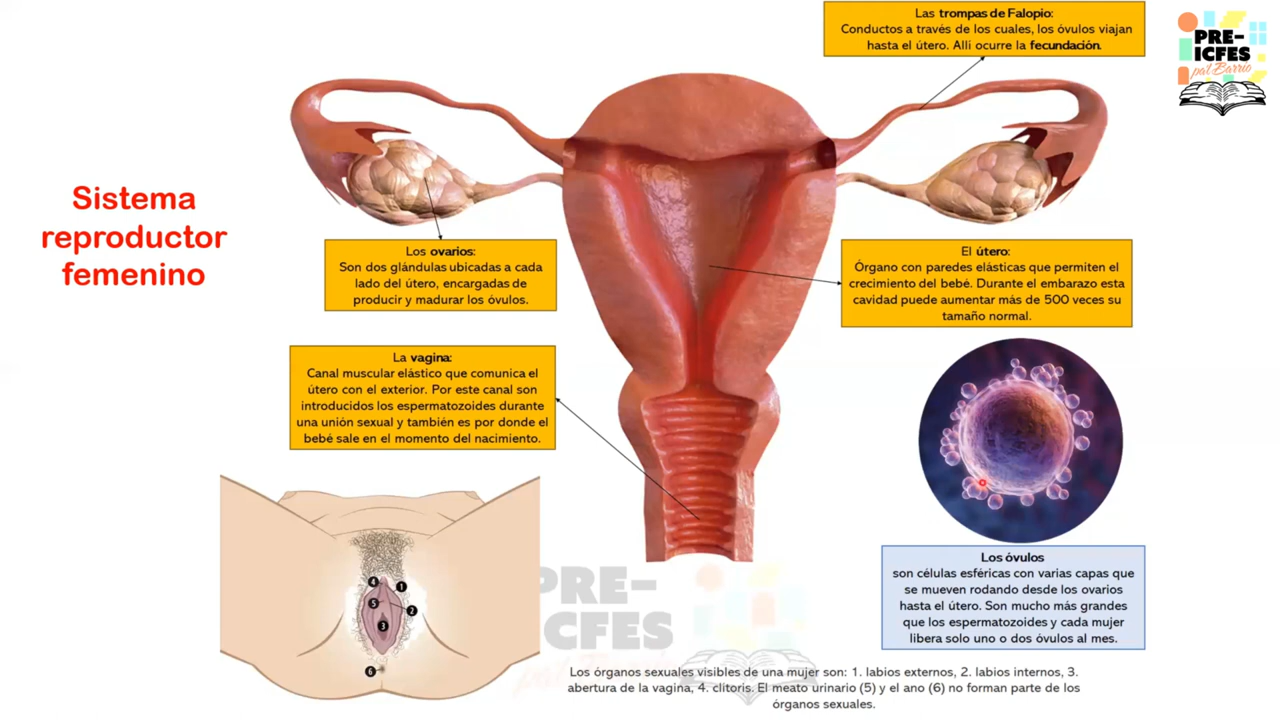 Las trompas de Falopio:
Conductos a través de los cuales, los óvulos viajan
hasta el útero. Allí ocurre la fecundación.
PRE-
ICFES
pa'l Barrio
Sistema
reproductor
femenino
Los ovarios:
Son dos glándulas ubicadas a cada
lado del útero, encargadas de
producir y madurar los óvulos.
El útero:
Órgano con paredes elásticas que permiten el
crecimiento del bebé. Durante el embarazo esta
cavidad puede aumentar más de 500 veces su
tamaño normal.
La vagina:
Canal muscular elástico que comunica el
útero con el exterior. Por este canal son
introducidos los espermatozoides durante
una unión sexual y también es por donde el
bebé sale en el momento del nacimiento.
4
1
5
2
3
6
Los óvulos
son células esféricas con varias capas que
se mueven rodando desde los ovarios
hasta el útero. Son mucho más grandes
que los espermatozoides y cada mujer
libera solo uno o dos óvulos al mes.
PRE-
ICFES
pa'l Barrio
Los órganos sexuales visibles de una mujer son: 1. labios externos, 2. labios internos, 3.
abertura de la vagina, 4. clítoris. El meato urinario (5) y el ano (6) no forman parte de los
órganos sexuales.